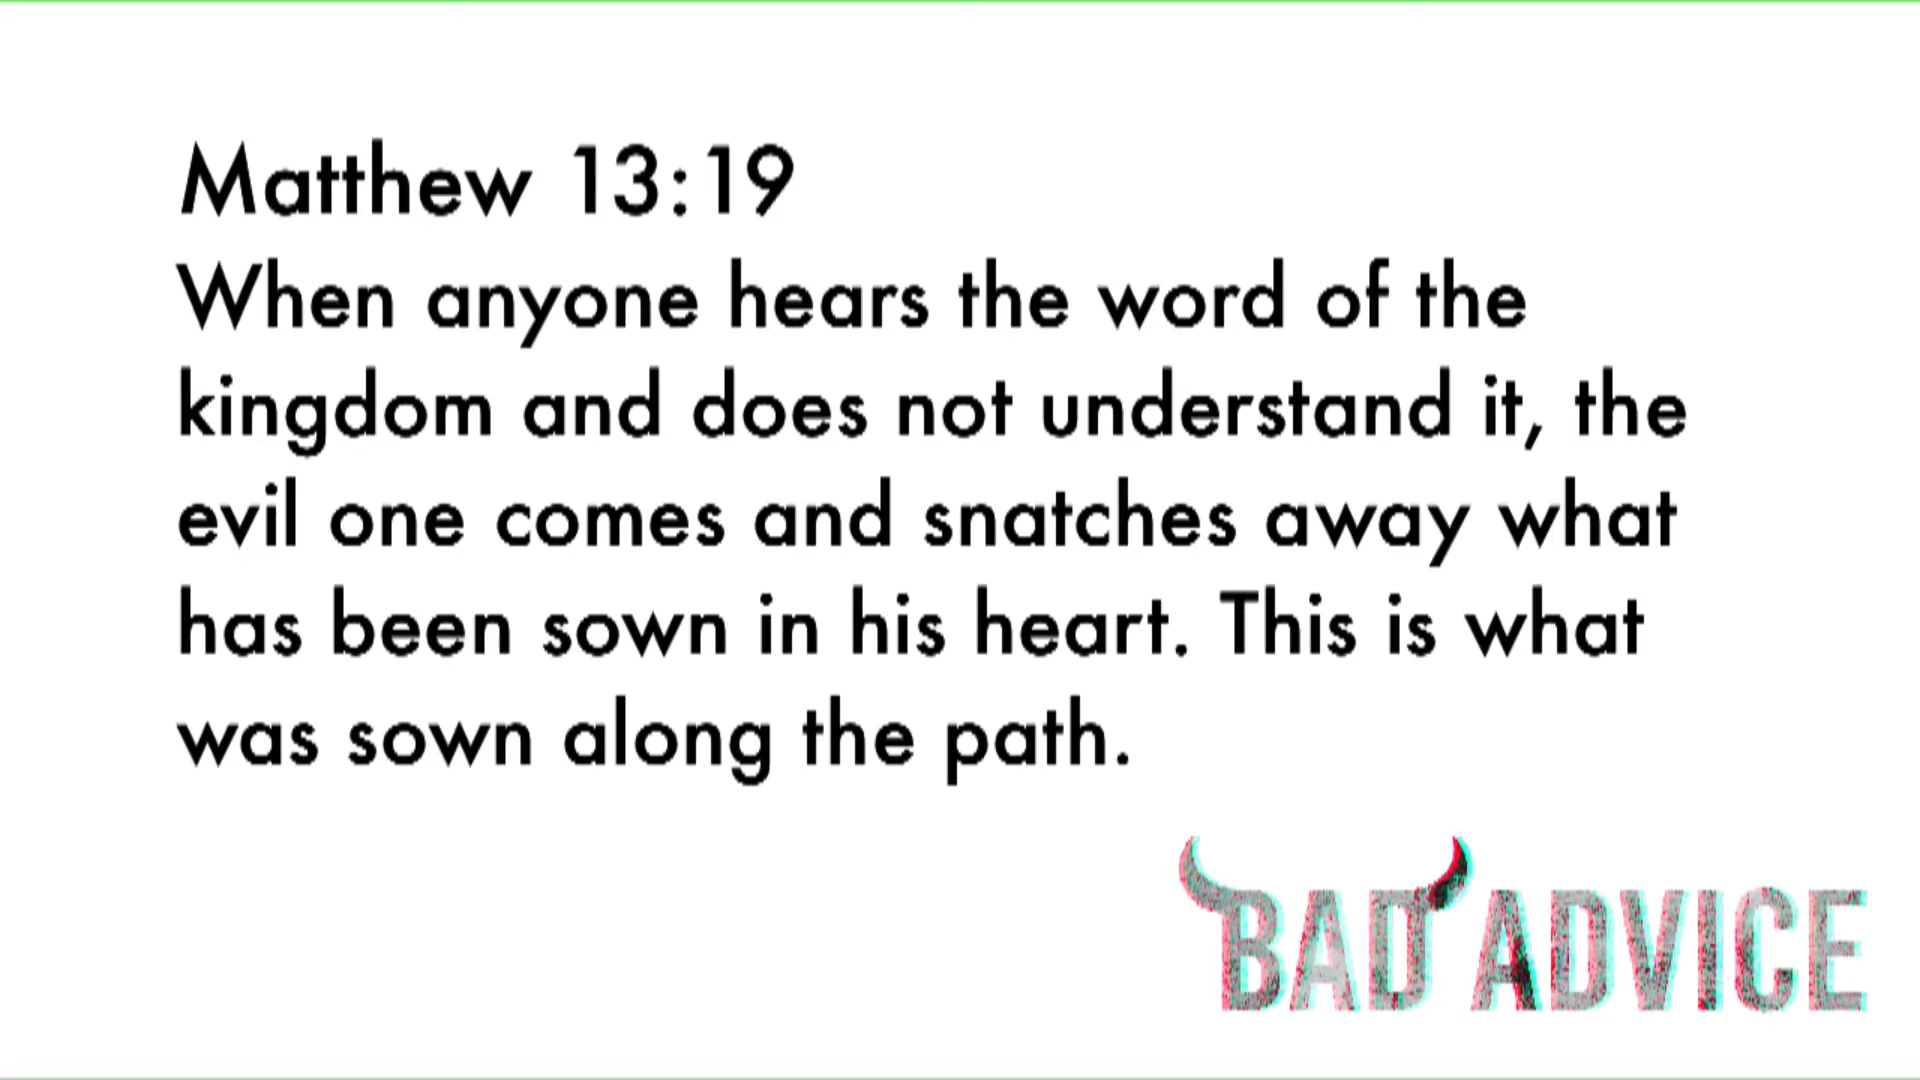 Matthew 13:19
When anyone hears the word of the
kingdom and does not understand it, the
evil one comes and snatches away what
has been sown in his heart. This is what
was sown along the path.
BAD ADVICE